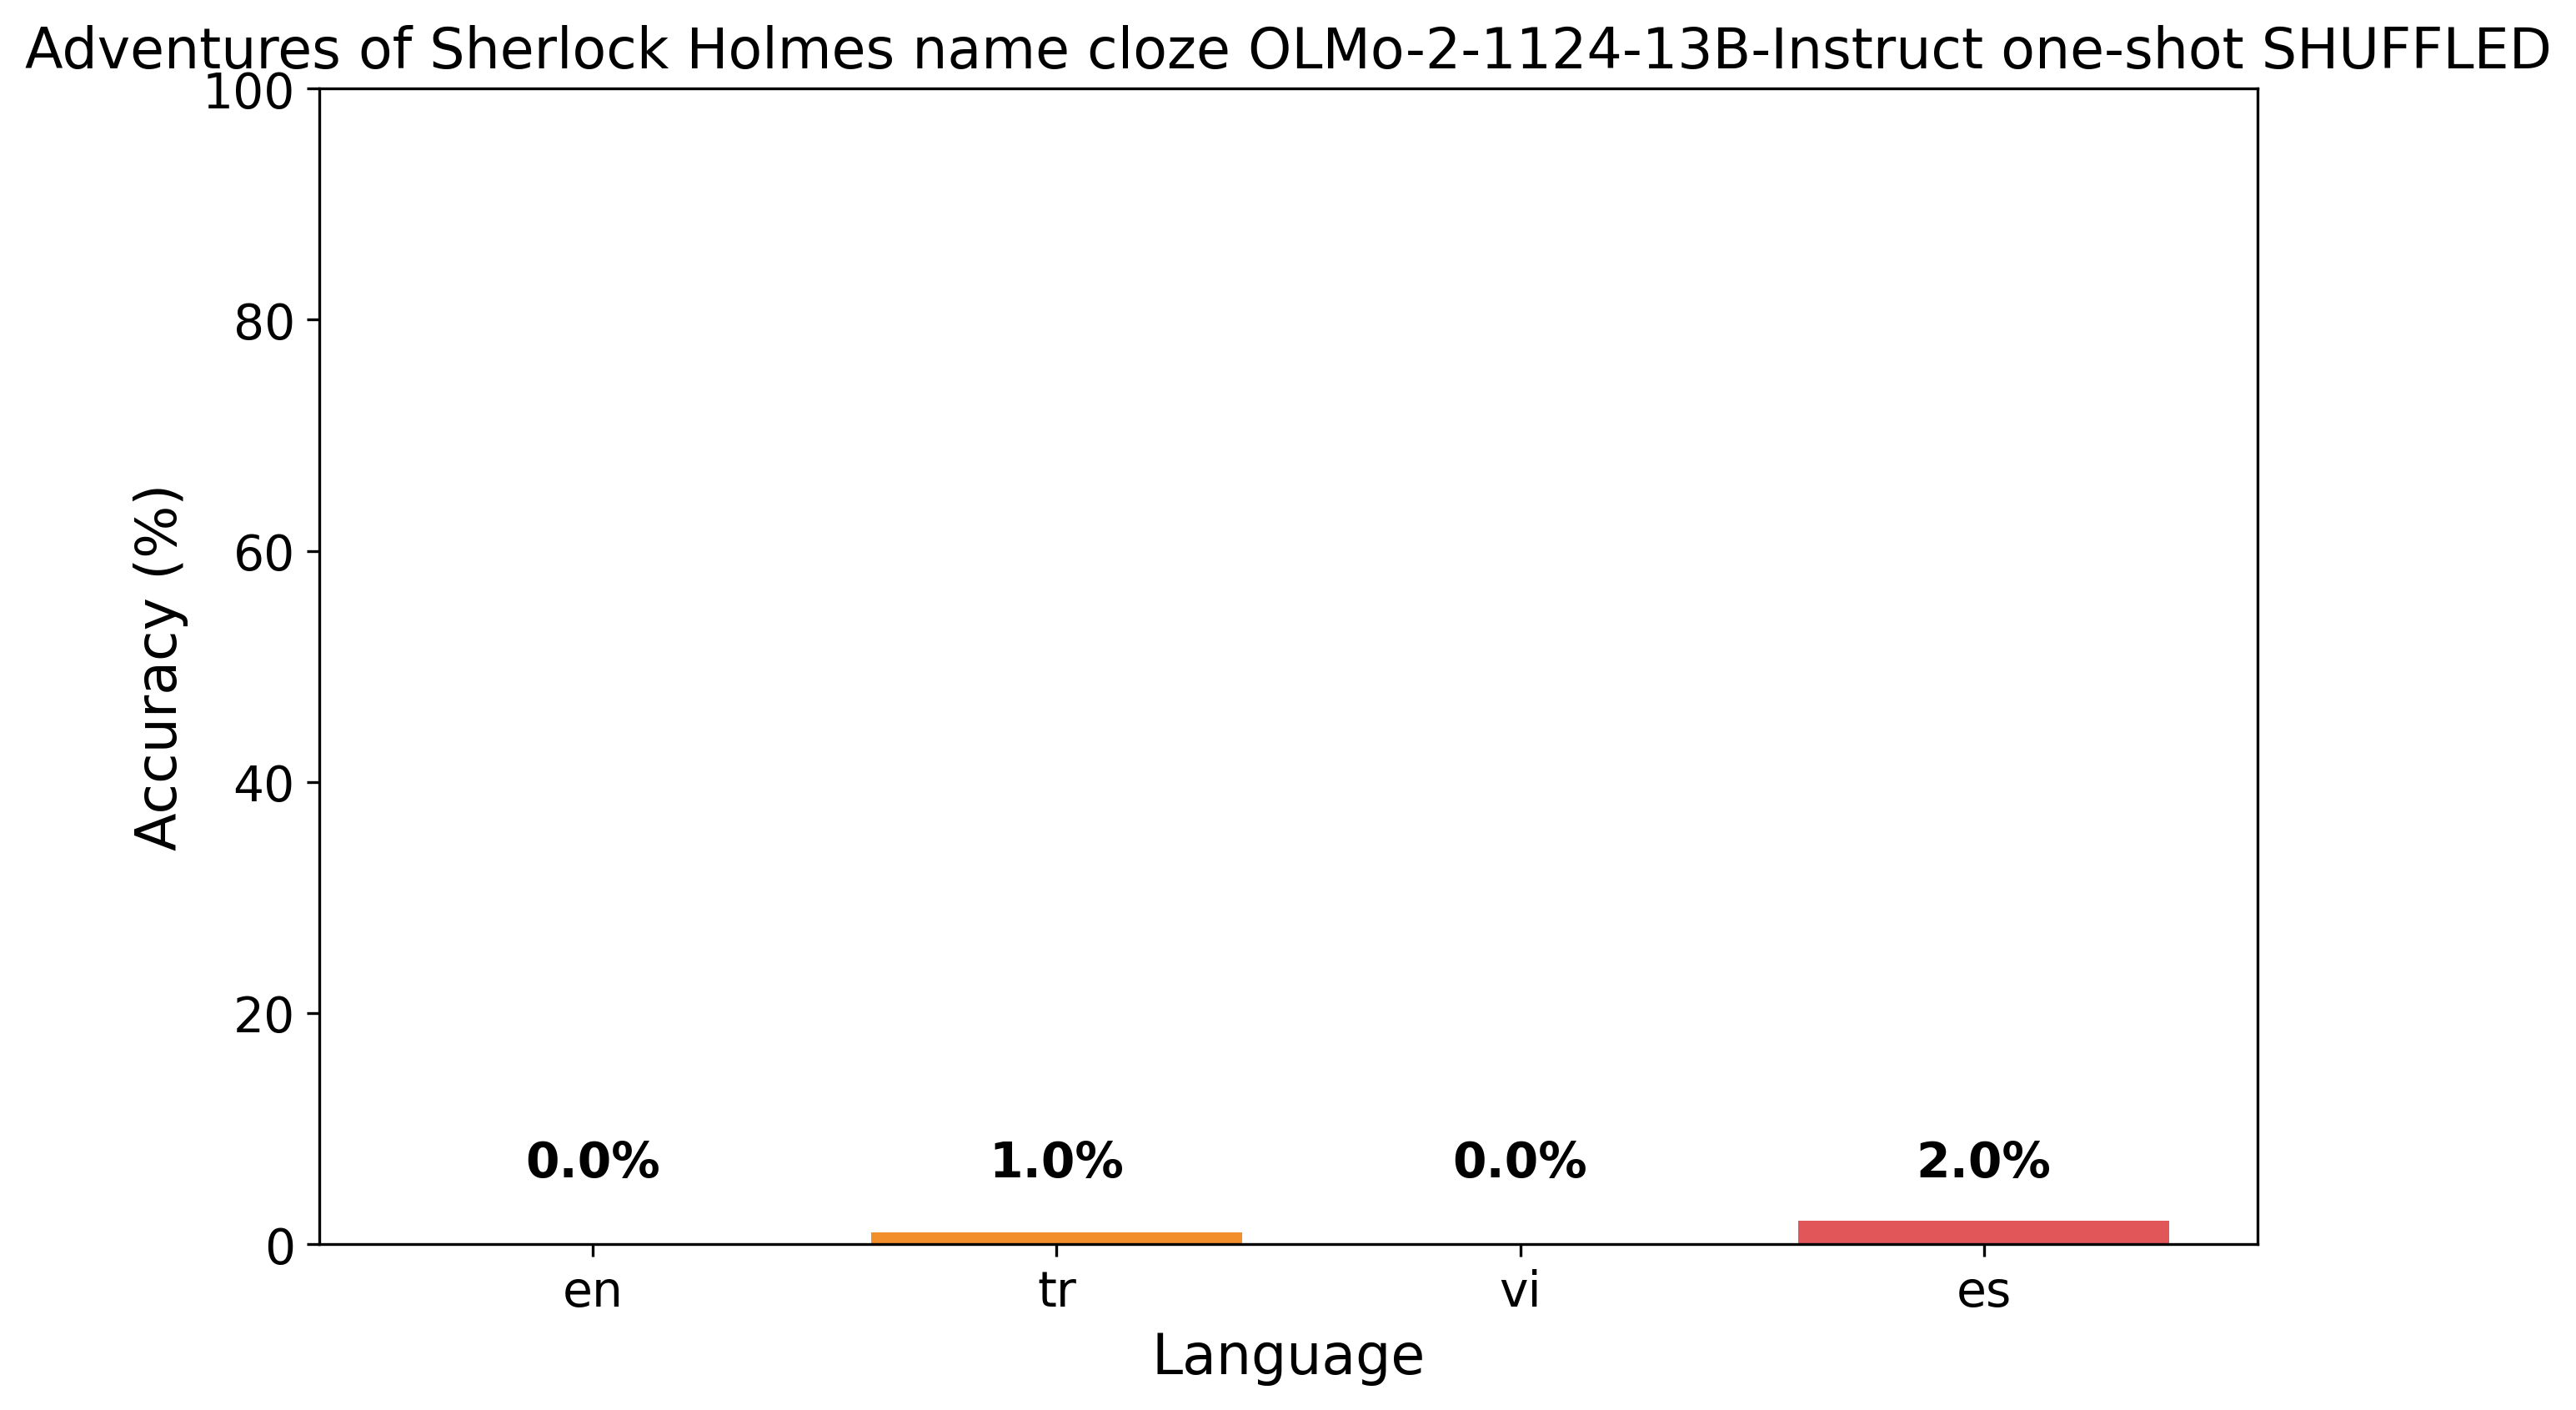 Adventures of Sherlock Holmes name cloze OLMo-2-1124-13B-Instruct one-shot SHUFFLED
100
80
60
40
20
0
Accuracy (%)
0.0%
1.0%
0.0%
2.0%
en
tr
vi
es
Language